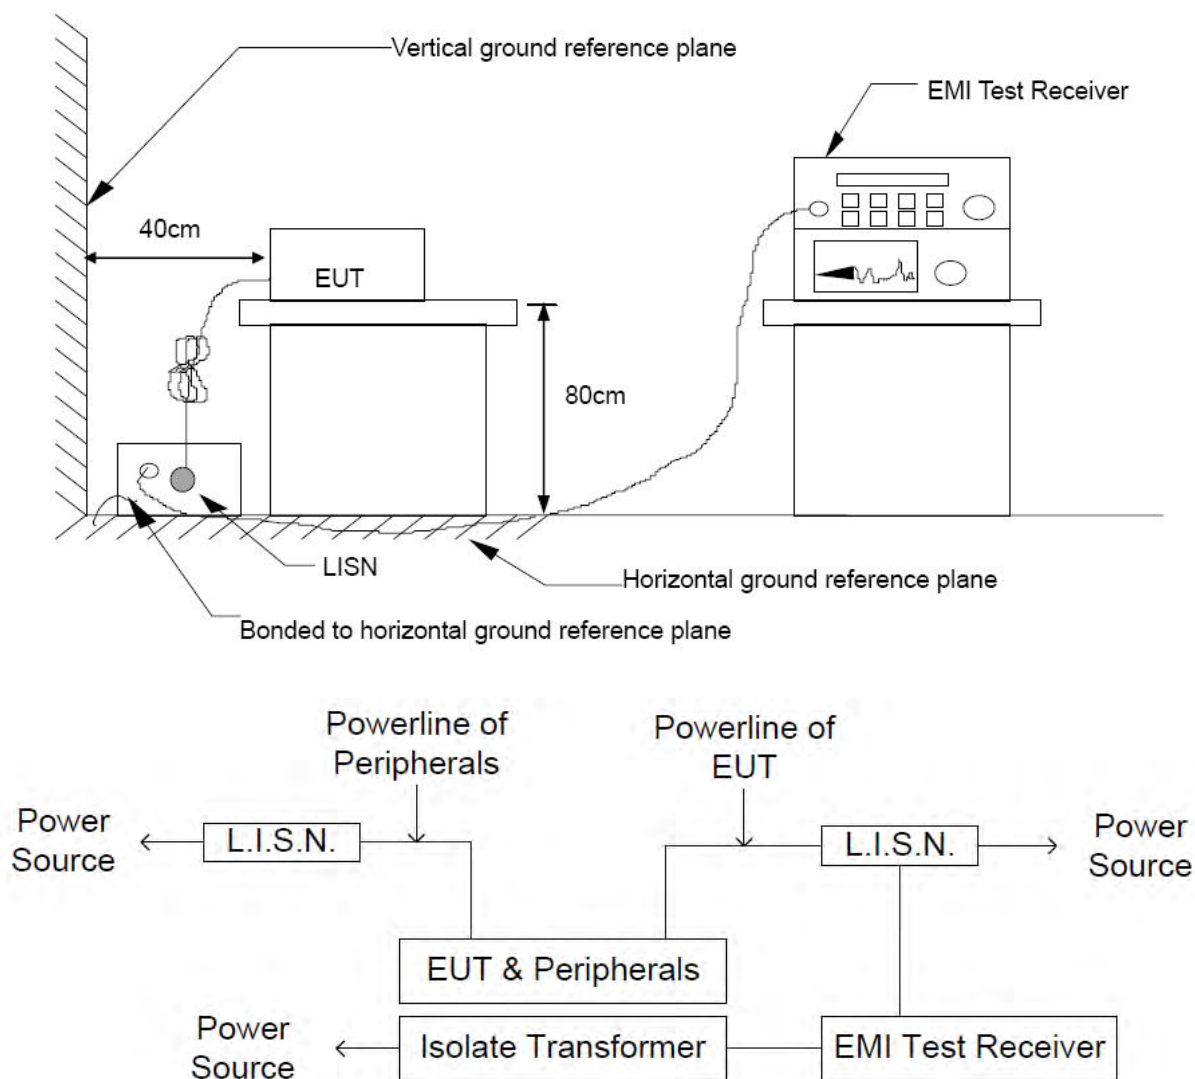 Vertical ground reference plane
EMI Test Receiver
40cm
EUT
80cm
LISN
Horizontal ground reference plane
Bonded to horizontal ground reference plane
Powerline of
Peripherals
Powerline of
EUT
Power
Source
L.I.S.N.
L.I.S.N.
Power
Source
EUT & Peripherals
Power
Source
Isolate Transformer
EMI Test Receiver